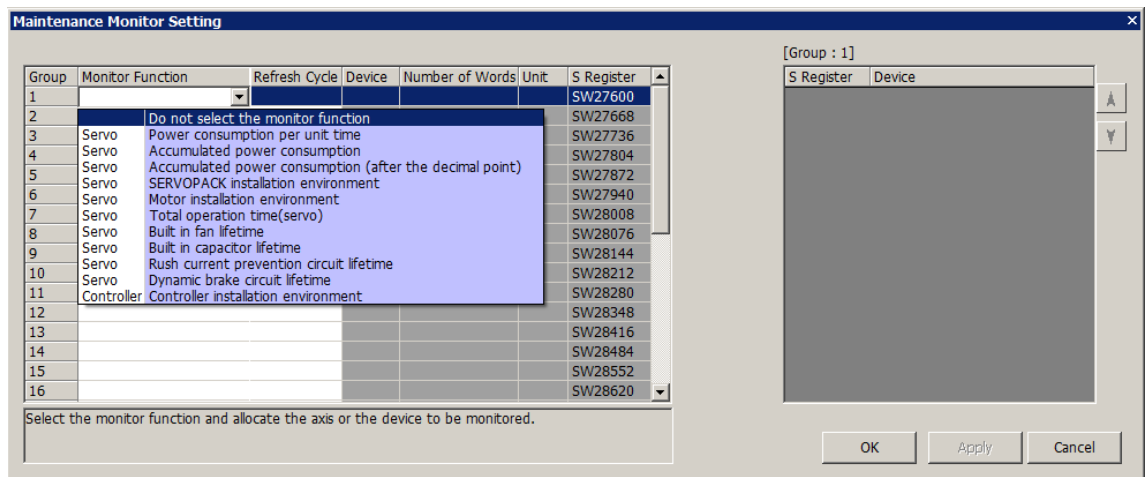 Maintenance Monitor Setting
[Group : 1]
Group Monitor Function Refresh Cycle Device Number of Words Unit S Register
S Register Device
1 SW27600
2 SW27668
3 SW27736
4 SW27804
5 SW27872
6 SW27940
7 SW28008
8 SW28076
9 SW28144
10 SW28212
11 SW28280
12 SW28348
13 SW28416
14 SW28484
15 SW28552
16 SW28620
Do not select the monitor function
Servo Power consumption per unit time
Servo Accumulated power consumption
Servo Accumulated power consumption (after the decimal point)
Servo SERVOPACK installation environment
Servo Motor installation environment
Servo Total operation time(servo)
Servo Built in fan lifetime
Servo Built in capacitor lifetime
Servo Rush current prevention circuit lifetime
Servo Dynamic brake circuit lifetime
Controller Controller installation environment
Select the monitor function and allocate the axis or the device to be monitored.
OK Apply Cancel